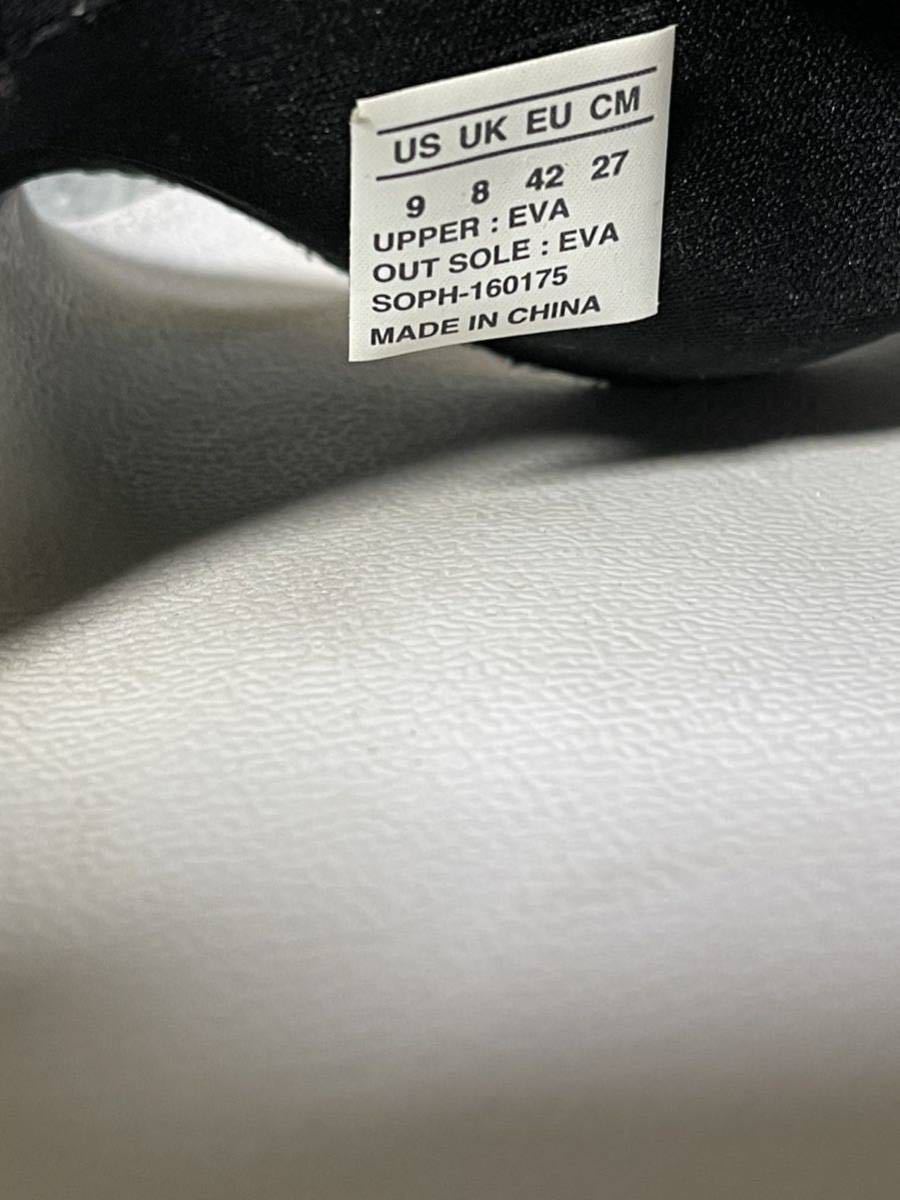 US UK EU CM
9 8 42 27
UPPER : EVA
OUT SOLE : EVA
SOPH-160175
MADE IN CHINA